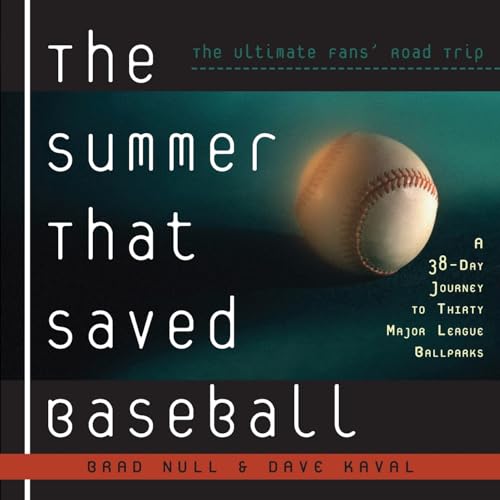 The Ultimate Fans' Road Trip
The
Summer
That
Saved
Baseball
A
38-Day
Journey
to Thirty
Major League
Ballparks
BRAD NULL & DAVE KAVAL